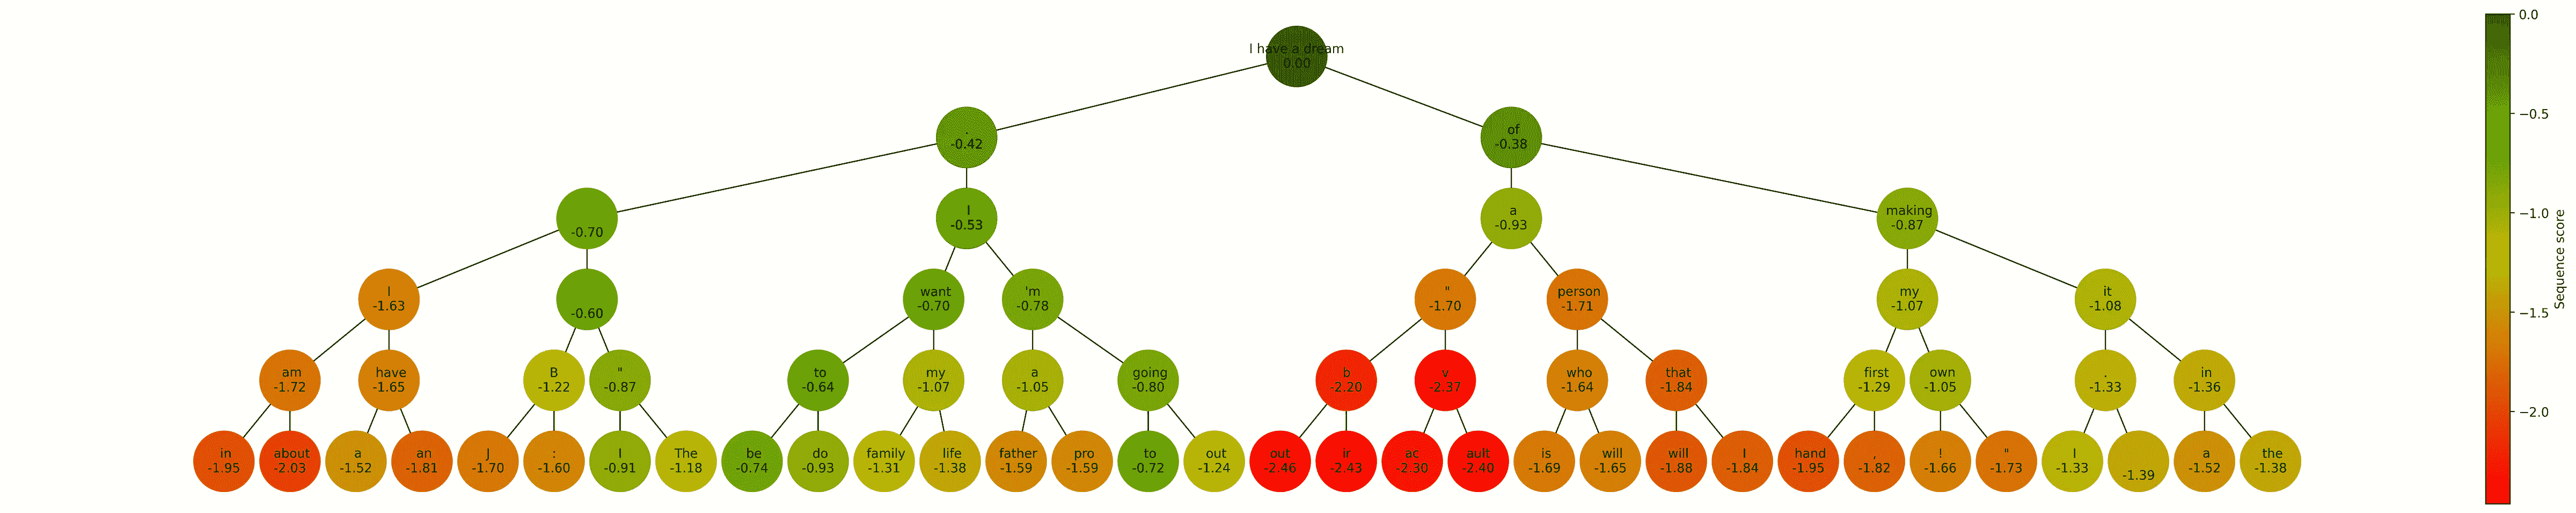 I have a dream
0.00
0.0
.
-0.42
of
-0.38
−0.5
-0.70
I
-0.53
a
-0.93
making
-0.87
−1.0
Sequence score
I
-1.63
-0.60
want
-0.70
'm
-0.78
"
-1.70
person
-1.71
my
-1.07
it
-1.08
−1.5
am
-1.72
have
-1.65
B
-1.22
"
-0.87
to
-0.64
my
-1.07
a
-1.05
going
-0.80
b
-2.20
v
-2.37
who
-1.64
that
-1.84
first
-1.29
own
-1.05
.
-1.33
in
-1.36
−2.0
in
-1.95
about
-2.03
a
-1.52
an
-1.81
J
-1.70
:
-1.60
I
-0.91
The
-1.18
be
-0.74
do
-0.93
family
-1.31
life
-1.38
father
-1.59
pro
-1.59
to
-0.72
out
-1.24
out
-2.46
ir
-2.43
ac
-2.30
ault
-2.40
is
-1.69
will
-1.65
will
-1.88
I
-1.84
hand
-1.95
,
-1.82
!
-1.66
"
-1.73
I
-1.33
-1.39
a
-1.52
the
-1.38